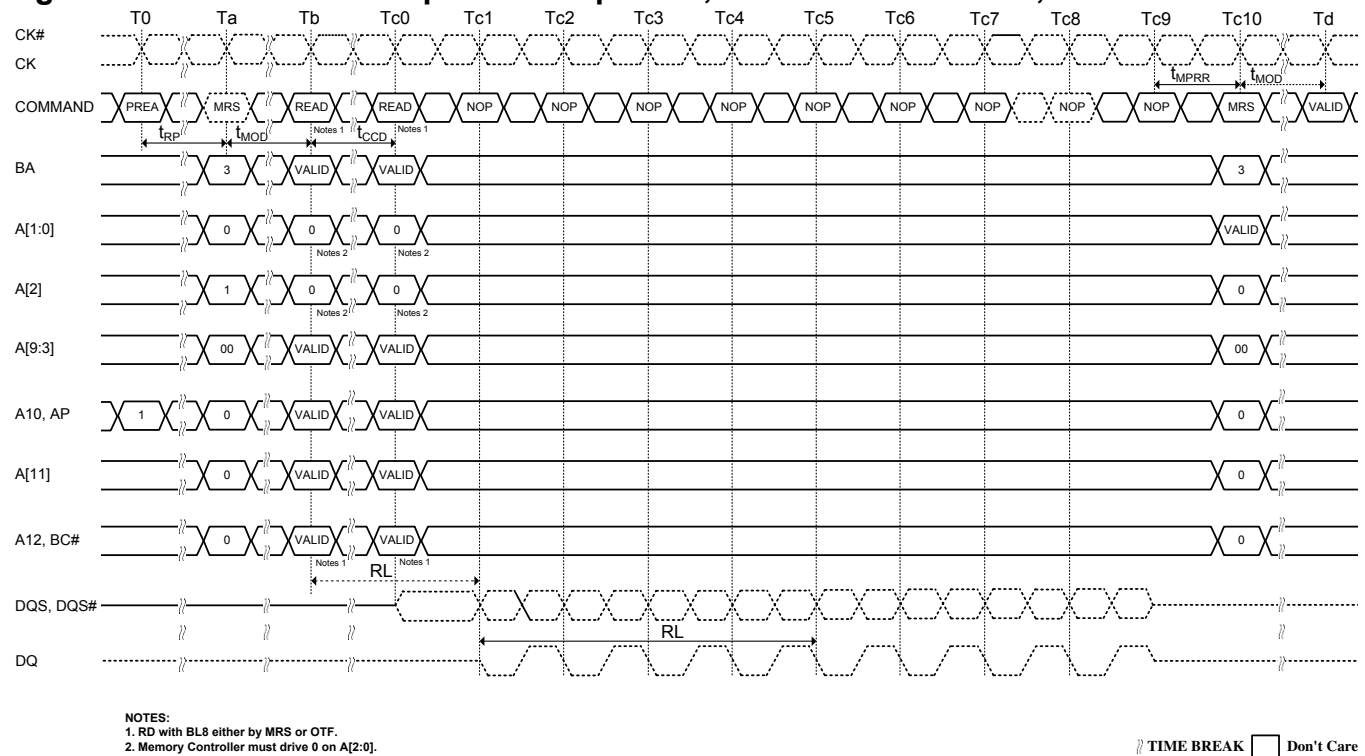 T0 Ta Tb Tc0 Tc1 Tc2 Tc3 Tc4 Tc5 Tc6 Tc7 Tc8 Tc9 Tc10 Td
CK#
CK
tMPRR tMOD
COMMAND PREA MRS READ READ NOP NOP NOP NOP NOP NOP NOP NOP NOP MRS VALID
Notes 1 Notes 1
tRP tMOD tCCD
BA 3 VALID VALID 3
A[1:0] 0 0 0 VALID
Notes 2 Notes 2
A[2] 1 0 0 0
Notes 2 Notes 2
A[9:3] 00 VALID VALID 00
A10, AP 1 0 VALID VALID 0
A[11] 0 VALID VALID 0
A12, BC# 0 VALID VALID 0
Notes 1 Notes 1
RL
DQS, DQS#
RL
DQ
NOTES:
1. RD with BL8 either by MRS or OTF.
2. Memory Controller must drive 0 on A[2:0].
TIME BREAK Don't Care